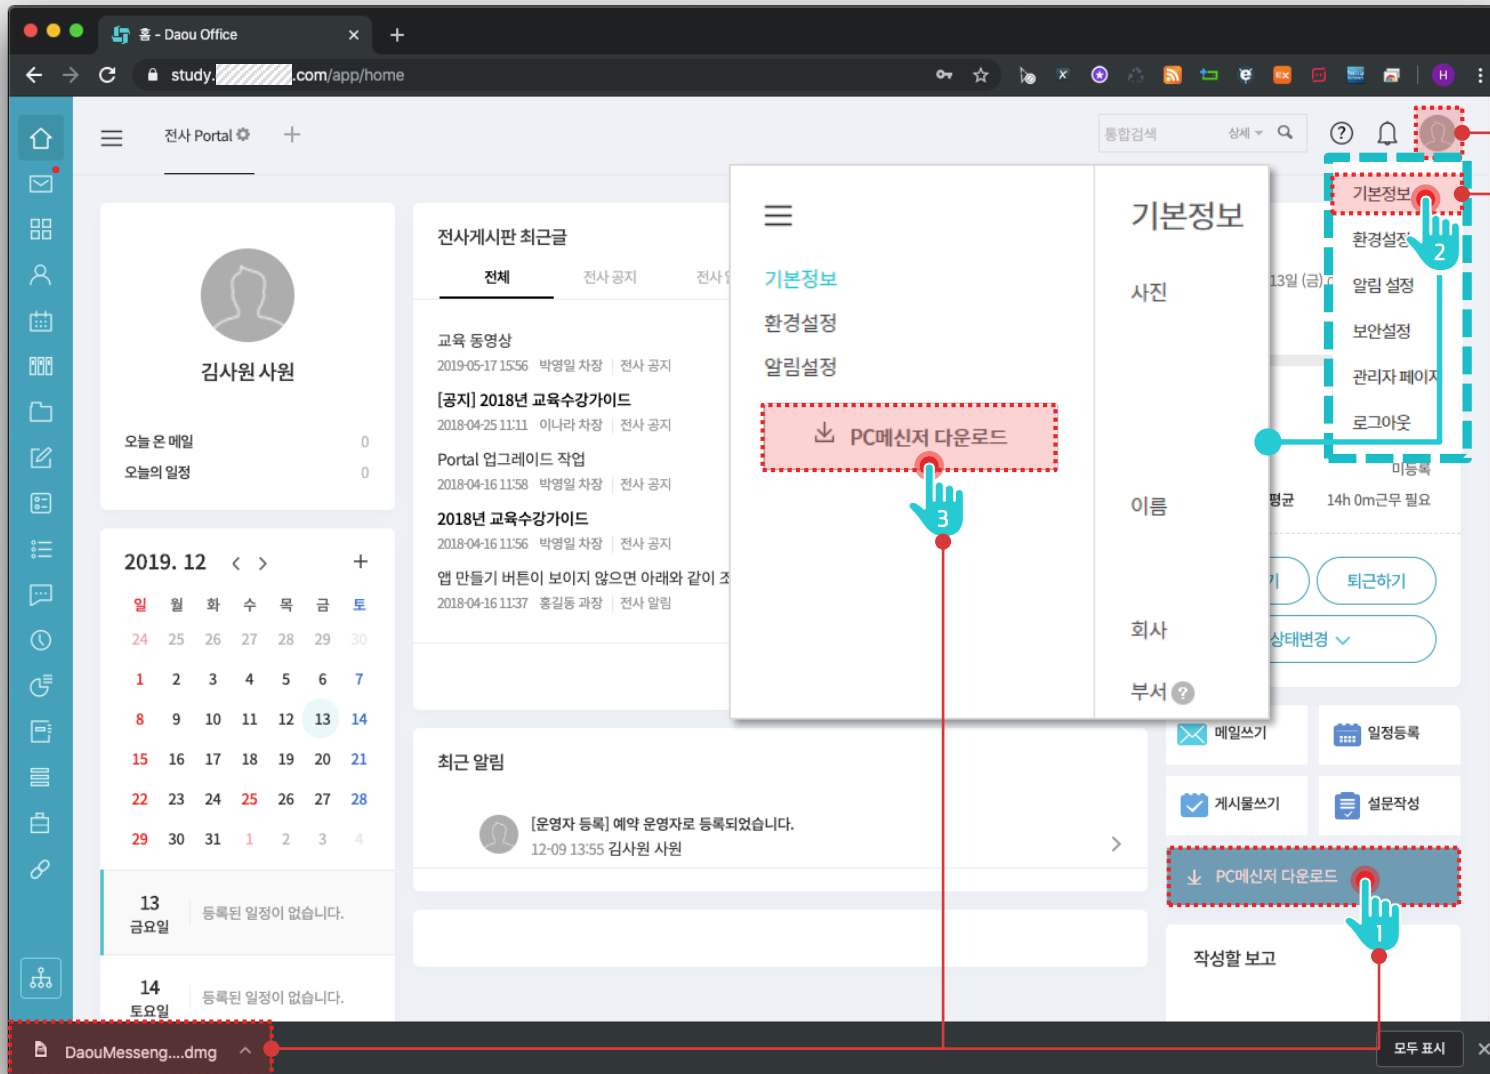 홈 - Daou Office
study. .com/app/home
H
전사 Portal
통합검색 상세
김사원 사원
오늘 온 메일 0
오늘의 일정 0
2019. 12
일 월 화 수 목 금 토
24 25 26 27 28 29 30
1 2 3 4 5 6 7
8 9 10 11 12 13 14
15 16 17 18 19 20 21
22 23 24 25 26 27 28
29 30 31 1 2 3 4
13
금요일
등록된 일정이 없습니다.
14
토요일
등록된 일정이 없습니다.
전사게시판 최근글
전체 전사 공지 전사
교육 동영상
2019-05-17 15:56 박영일 차장 전사 공지
[공지] 2018년 교육수강가이드
2018-04-25 11:11 이나라 차장 전사 공지
Portal 업그레이드 작업
2018-04-16 11:58 박영일 차장 전사 공지
2018년 교육수강가이드
2018-04-16 11:56 박영일 차장 전사 공지
앱 만들기 버튼이 보이지 않으면 아래와 같이 조
2018-04-16 11:37 홍길동 과장 전사 알림
최근 알림
[운영자 등록] 예약 운영자로 등록되었습니다.
12-09 13:55 김사원 사원
기본정보
환경설정
알림설정
PC메신저 다운로드
3
기본정보
사진
이름
회사
부서 ?
기본정보
환경설정
2
알림 설정
보안설정
관리자 페이지
로그아웃
13일 (금)
미등록
평균 14h 0m근무 필요
기 퇴근하기
상태변경
메일쓰기 일정등록
게시물쓰기 설문작성
PC메신저 다운로드
1
작성할 보고
DaouMesseng....dmg
모두 표시